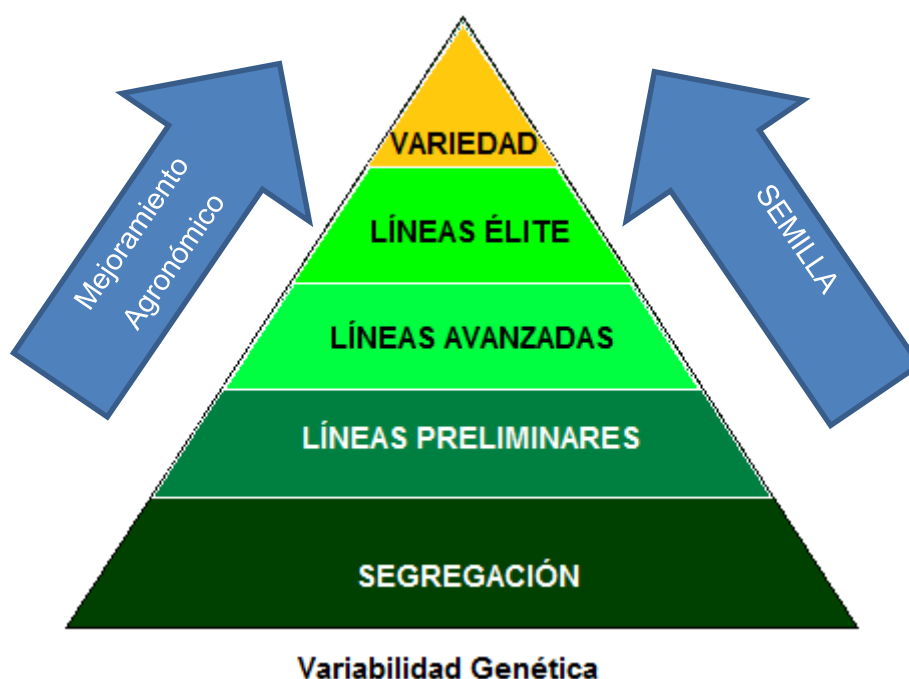 VARIEDAD
Mejoramiento
Agronómico
SEMILLA
LÍNEAS ÉLITE
LÍNEAS AVANZADAS
LÍNEAS PRELIMINARES
SEGREGACIÓN
Variabilidad Genética